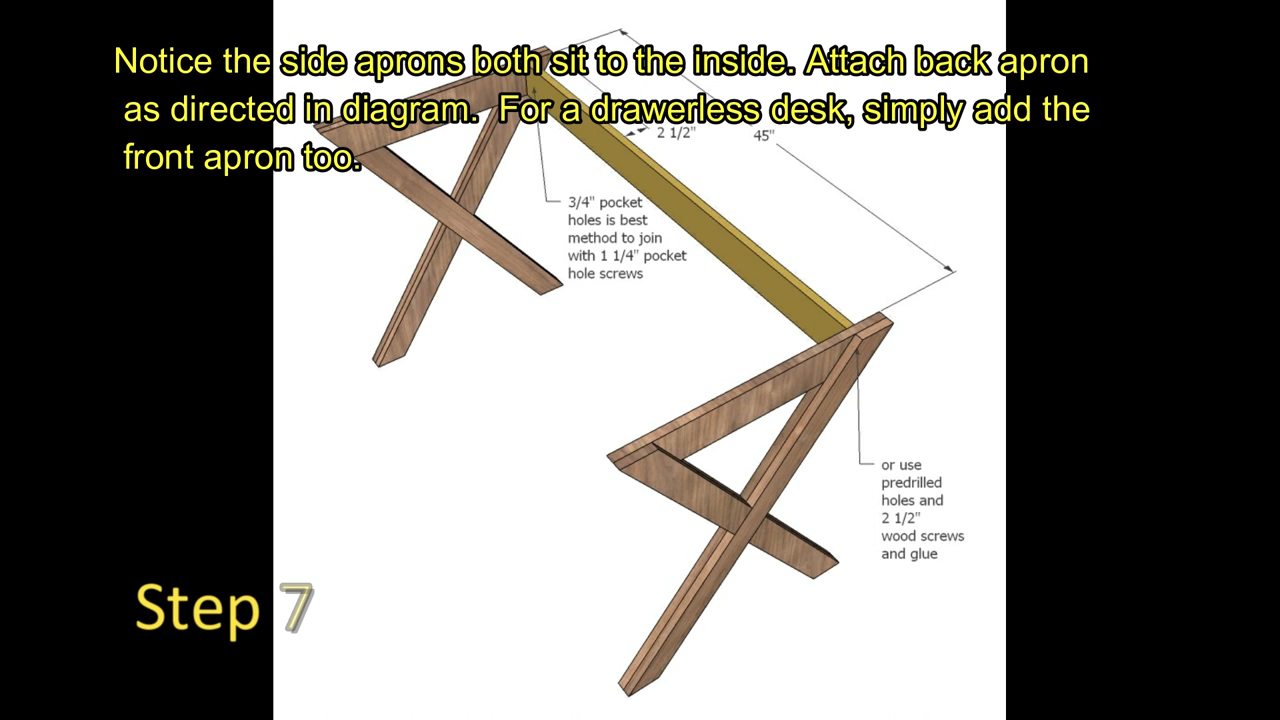 Notice the side aprons both sit to the inside. Attach back apron
as directed in diagram. For a drawerless desk, simply add the
front apron too.
2 1/2"
45"
3/4" pocket
holes is best
method to join
with 1 1/4" pocket
hole screws
or use
predrilled
holes and
2 1/2"
wood screws
and glue
Step 7